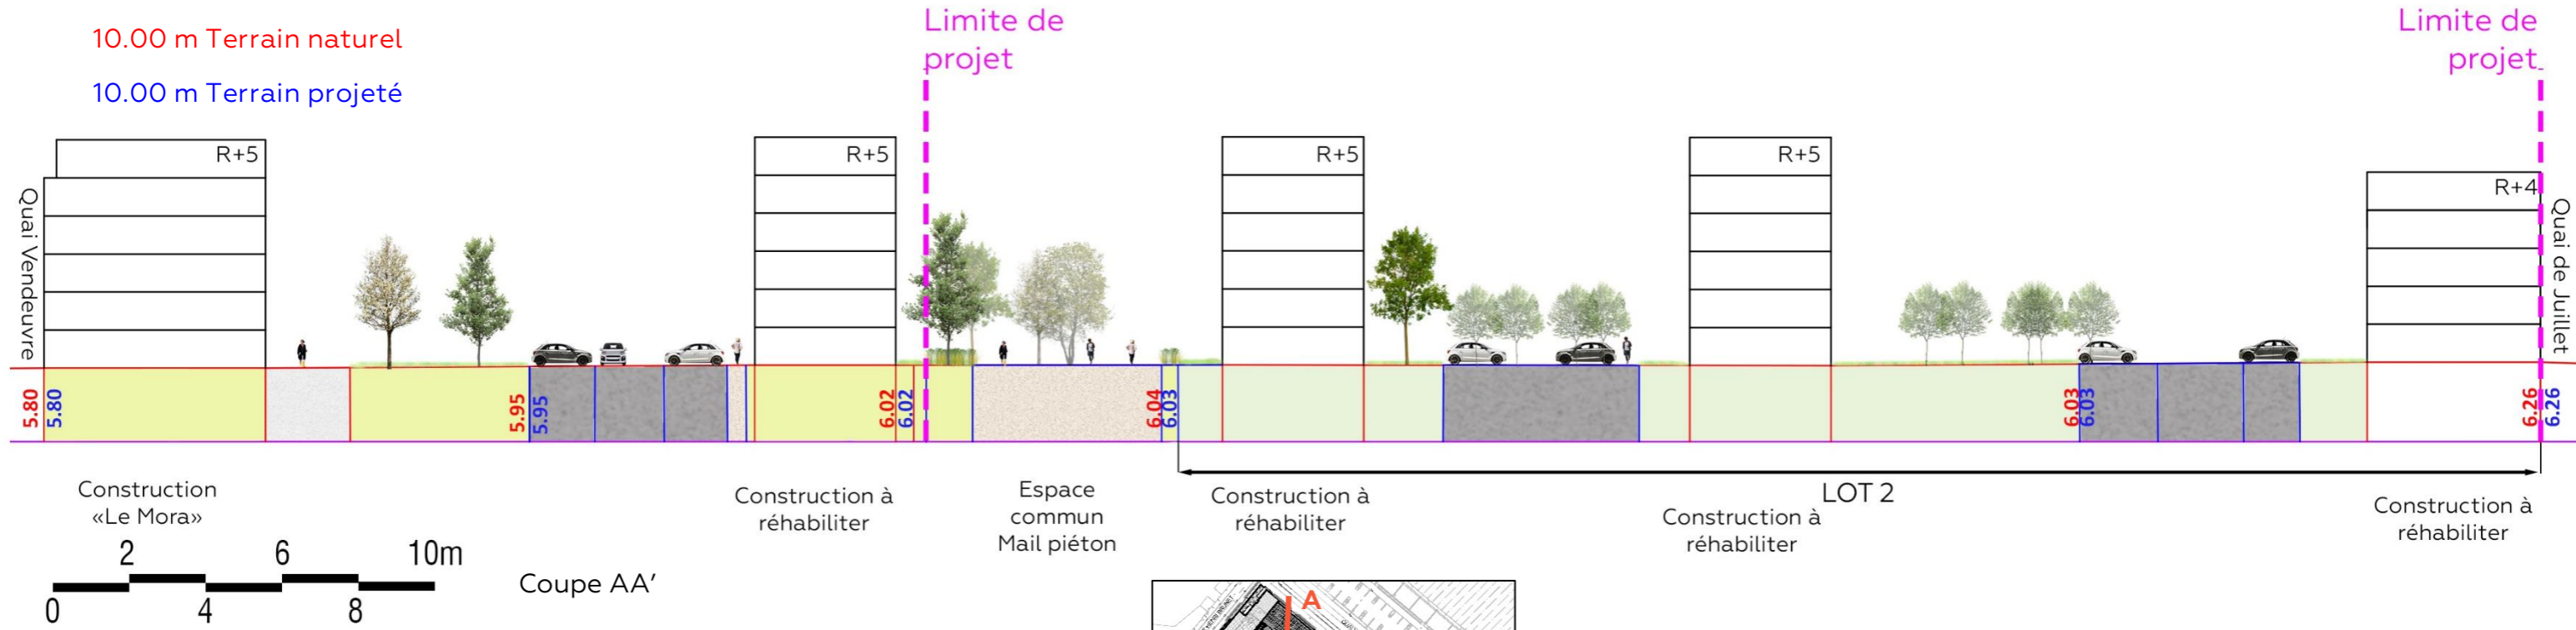 10.00 m Terrain naturel
10.00 m Terrain projeté
Limite de
projet
Limite de
projet
R+5
R+5
R+5
R+5
R+4
Quai Vendeuvre
Quai de Juillet
5.80
5.80
5.95
5.95
6.02
6.02
6.04
6.03
6.03
6.03
6.26
6.26
Construction
«Le Mora»
Construction à
réhabiliter
Espace
commun
Mail piéton
Construction à
réhabiliter
LOT 2
Construction à
réhabiliter
Construction à
réhabiliter
2 6 10m
0 4 8
Coupe AA'
A